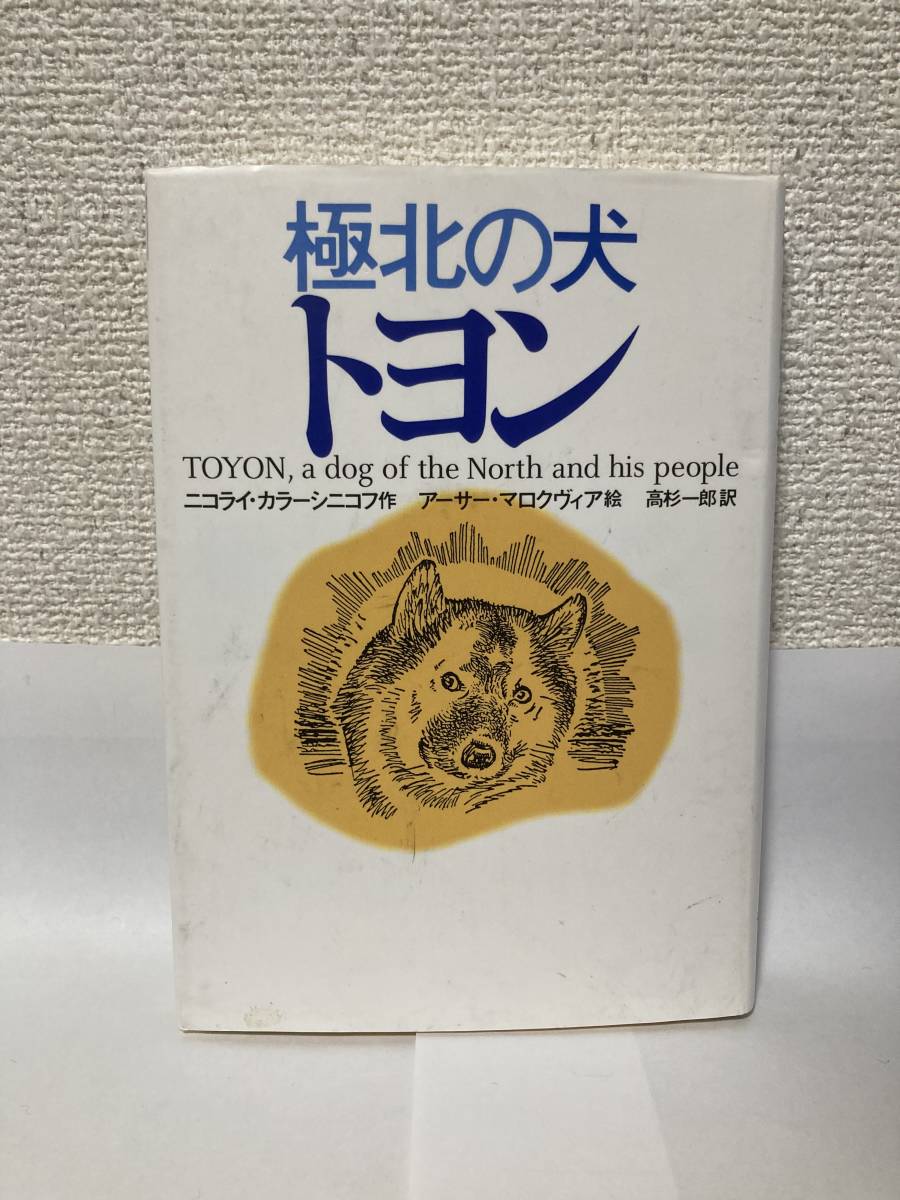 極北の犬
トヨン
TOYON, a dog of the North and his people
ニコライ・カラーシニコフ作 アーサー・マロクヴィア絵 高杉一郎訳